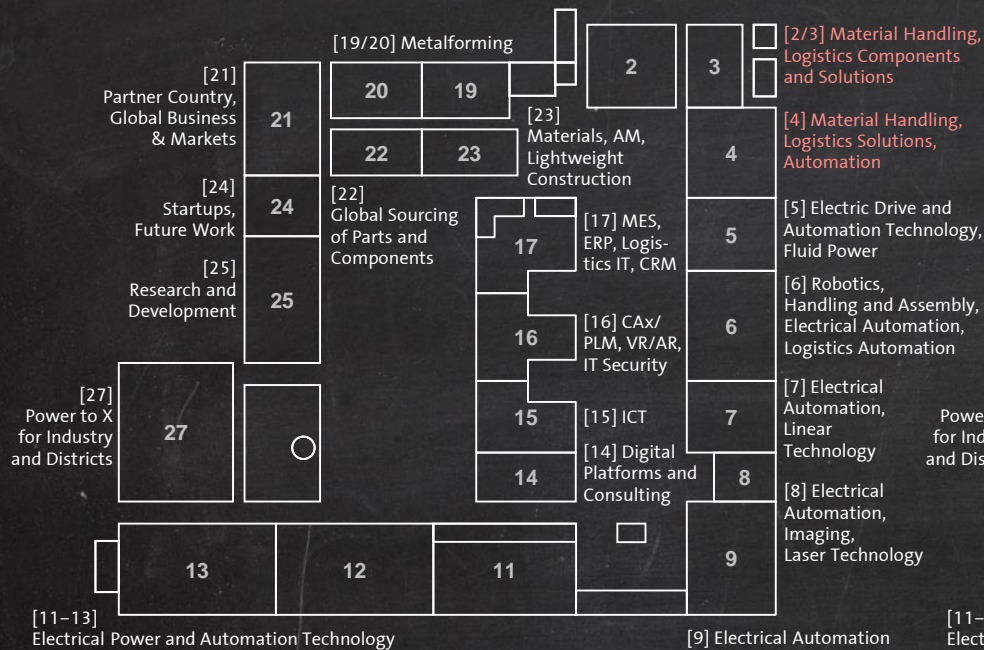 [19/20] Metalforming
[2/3] Material Handling,
Logistics Components
and Solutions
2
3
[21]
Partner Country,
Global Business
& Markets
21
20
19
[23]
Materials, AM,
Lightweight
Construction
22
23
[4] Material Handling,
Logistics Solutions,
Automation
4
[24]
Startups,
Future Work
24
[22]
Global Sourcing
of Parts and
Components
[17] MES,
ERP, Logis-
tics IT, CRM
17
[5] Electric Drive and
Automation Technology,
Fluid Power
5
[25]
Research and
Development
25
16
[16] CAx/
PLM, VR/AR,
IT Security
6
[6] Robotics,
Handling and Assembly,
Electrical Automation,
Logistics Automation
[27]
Power to X
for Industry
and Districts
27
15
[15] ICT
7
[7] Electrical
Automation,
Linear
Technology
14
[14] Digital
Platforms and
Consulting
8
[8] Electrical
Automation,
Imaging,
Laser Technology
13
12
11
9
[11–13]
Electrical Power and Automation Technology
[9] Electrical Automation
Powe
for Ind
and Dis
[11–
Elect